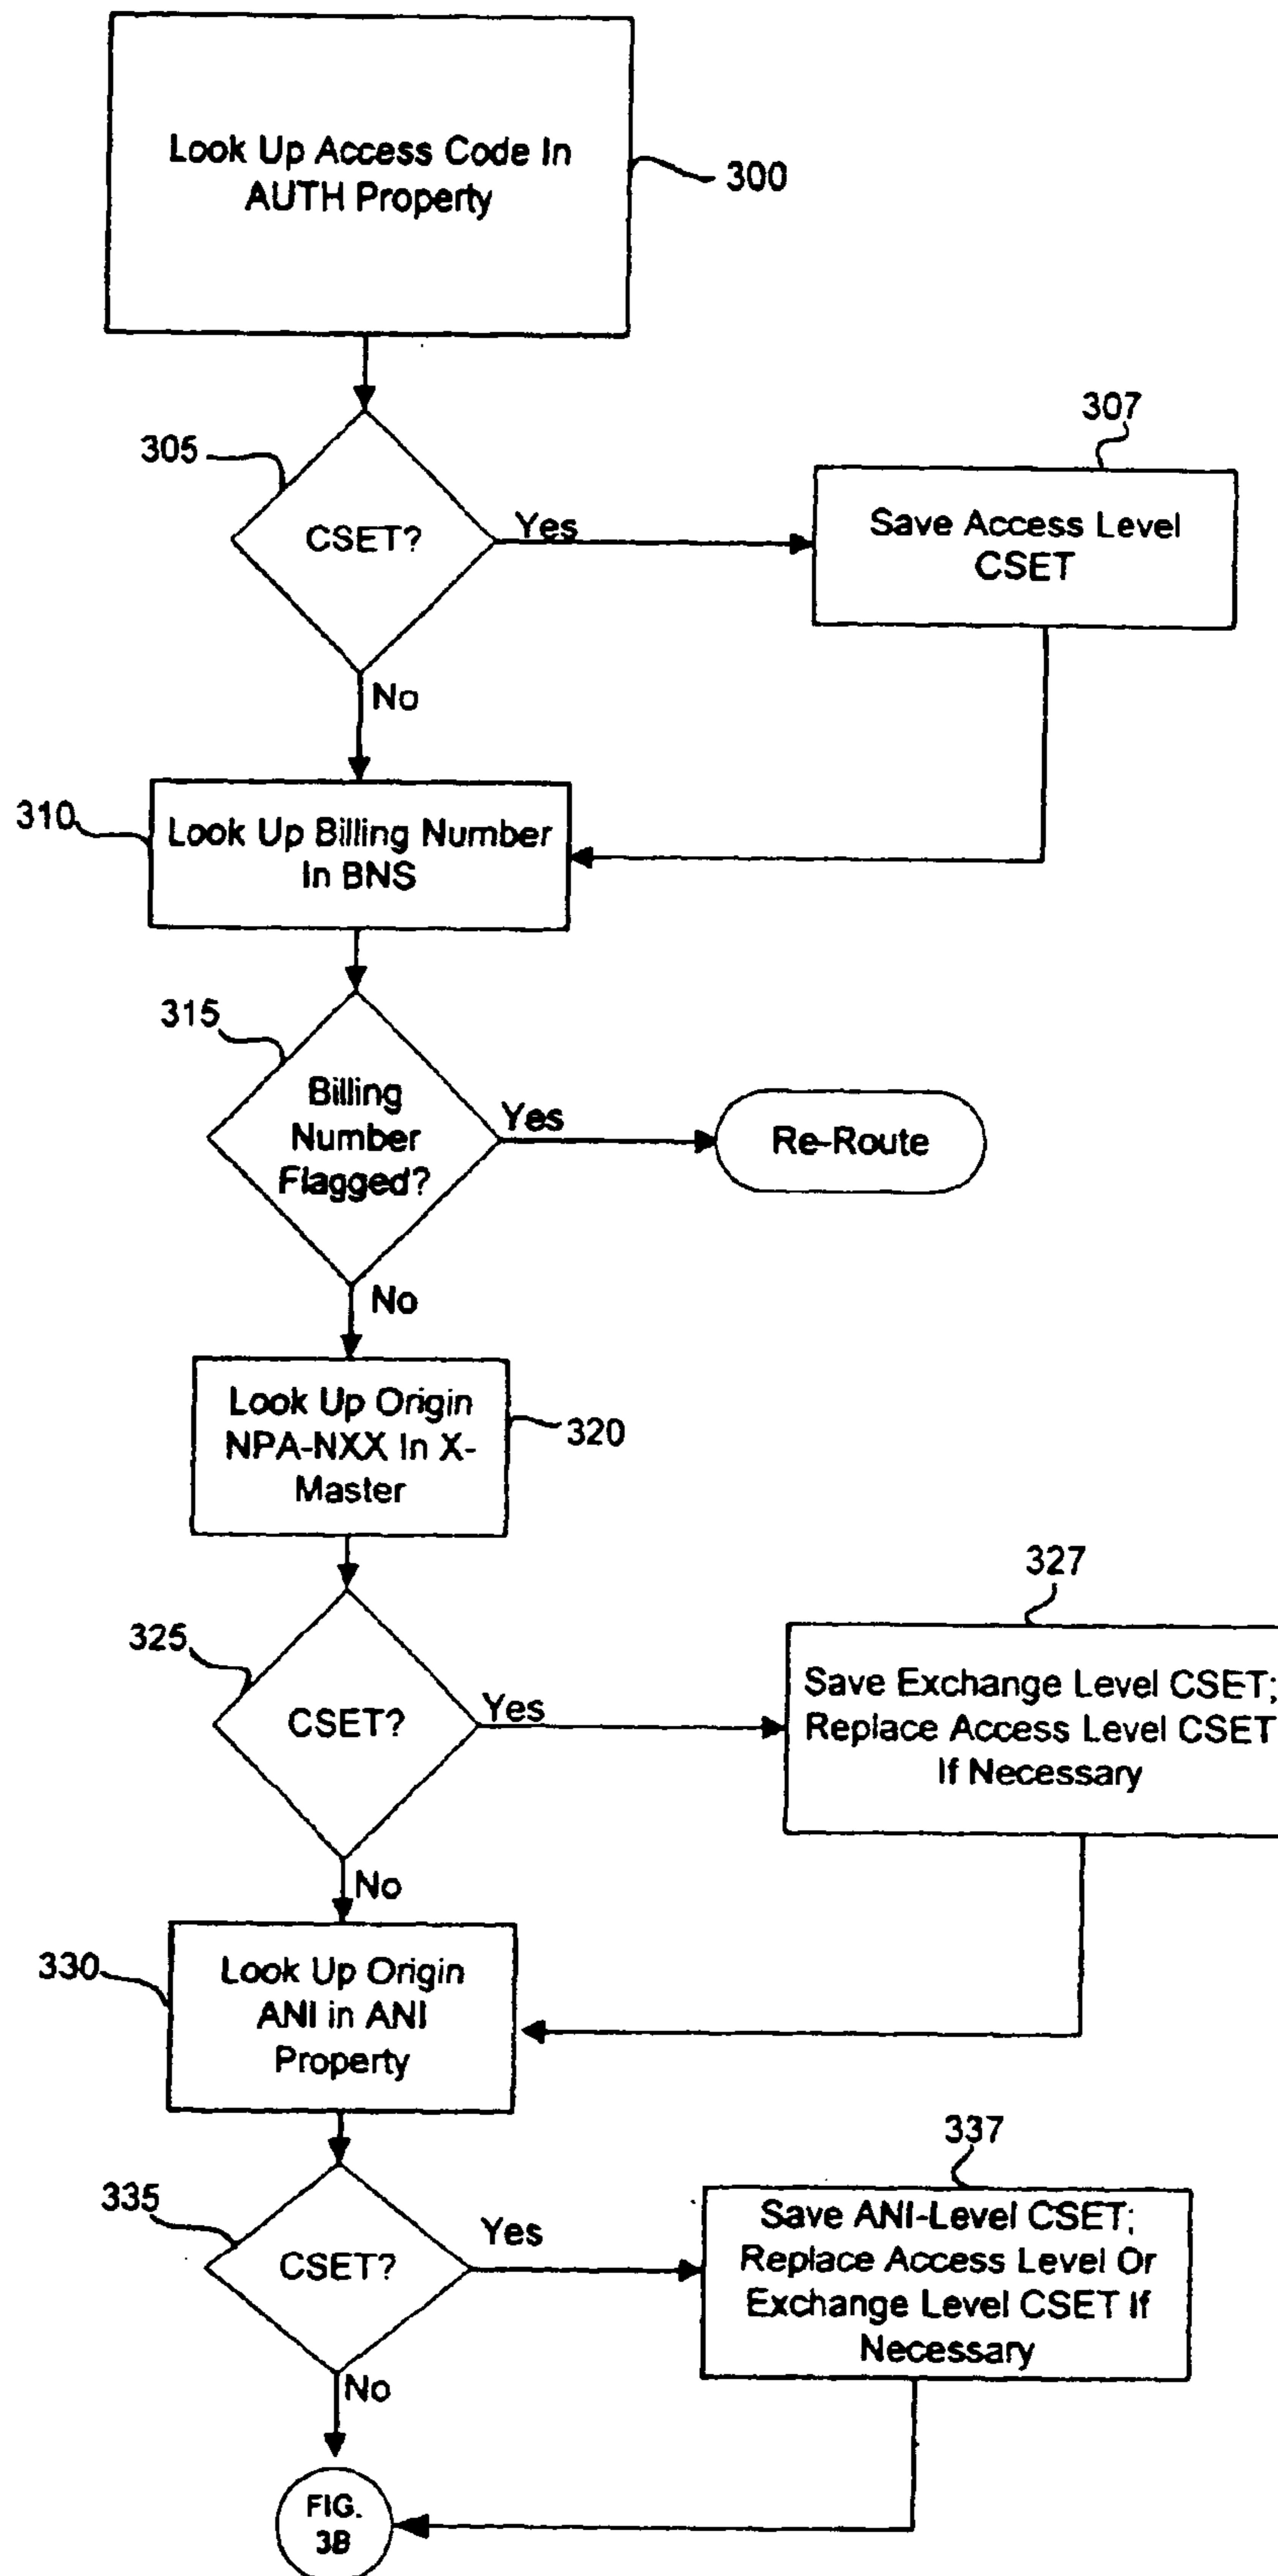 Look Up Access Code In
AUTH Property
300
305
CSET?
Yes
307
Save Access Level
CSET
No
310
Look Up Billing Number
In BNS
315
Billing
Number
Flagged?
Yes
Re-Route
No
Look Up Origin
NPA-NXX In X-
Master
320
325
CSET?
Yes
327
Save Exchange Level CSET;
Replace Access Level CSET
If Necessary
No
330
Look Up Origin
ANI in ANI
Property
335
CSET?
Yes
337
Save ANI-Level CSET;
Replace Access Level Or
Exchange Level CSET If
Necessary
No
FIG.
3B